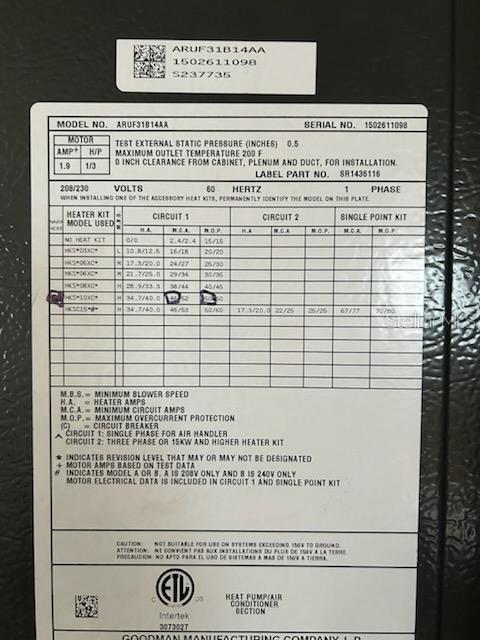 ARUF31B14AA
1502611098
S237735
MODEL NO. ARUF31B14AA SERIAL NO. 1502611098
MOTOR
AMP+ H/P
1.9 1/3
TEST EXTERNAL STATIC PRESSURE (INCHES) 0.5
MAXIMUM OUTLET TEMPERATURE 200 F
0 INCH CLEARANCE FROM CABINET, PLENUM AND DUCT, FOR INSTALLATION.
LABEL PART NO. SR1436116
208/230 VOLTS 60 HERTZ 1 PHASE
WHEN INSTALLING ONE OF THE ACCESSORY HEAT KITS, PERMANENTLY IDENTIFY THE MODEL ON THIS PLATE.
MARK HERE HEATER KIT MODEL USED M.B.S. CIRCUIT 1 CIRCUIT 2 SINGLE POINT KIT
H.A. M.C.A. M.O.P. H.A. M.C.A. M.O.P. M.C.A. M.O.P.
NO HEAT KIT 0/0 2.4/2.4 15/15
HKS*03XC* L 10.8/12.5 16/18 20/20
HKS*05XC* M 17.3/20.0 24/27 25/30
HKS*06XC* M 21.7/25.0 29/34 30/35
HKS*08XC* H 28.9/33.3 38/44 40/45
HKS*10XC* H 34.7/40.0
HKSC15*#* H 34.7/40.0 46/53 50/60 17.3/20.0 22/25 25/25 67/77 70/80
M.B.S. = MINIMUM BLOWER SPEED
H.A. = HEATER AMPS
M.C.A. = MINIMUM CIRCUIT AMPS
M.O.P. = MAXIMUM OVERCURRENT PROTECTION
(C) = CIRCUIT BREAKER
^ CIRCUIT 1: SINGLE PHASE FOR AIR HANDLER
CIRCUIT 2: THREE PHASE OR 15KW AND HIGHER HEATER KIT
* INDICATES REVISION LEVEL THAT MAY OR MAY NOT BE DESIGNATED
+ MOTOR AMPS BASED ON TEST DATA
# INDICATES MODEL A OR B. A IS 208V ONLY AND B IS 240V ONLY
MOTOR ELECTRICAL DATA IS INCLUDED IN CIRCUIT 1 AND SINGLE POINT KIT
CAUTION: NOT SUITABLE FOR USE ON SYSTEMS EXCEEDING 150V TO GROUND.
ATTENTION: NE CONVIENT PAS AUX INSTALLATIONS DU PLUS DE 150V A LA TERRE.
PRECAUCION: NO APTO PARA EL USO DE SISTEMAS A MAS DE 150V A TIERRA.
C ETL US
Intertek
3073027
HEAT PUMP/AIR
CONDITIONER
SECTION
GOODMAN MANUFACTURING COMPANY, L.P.